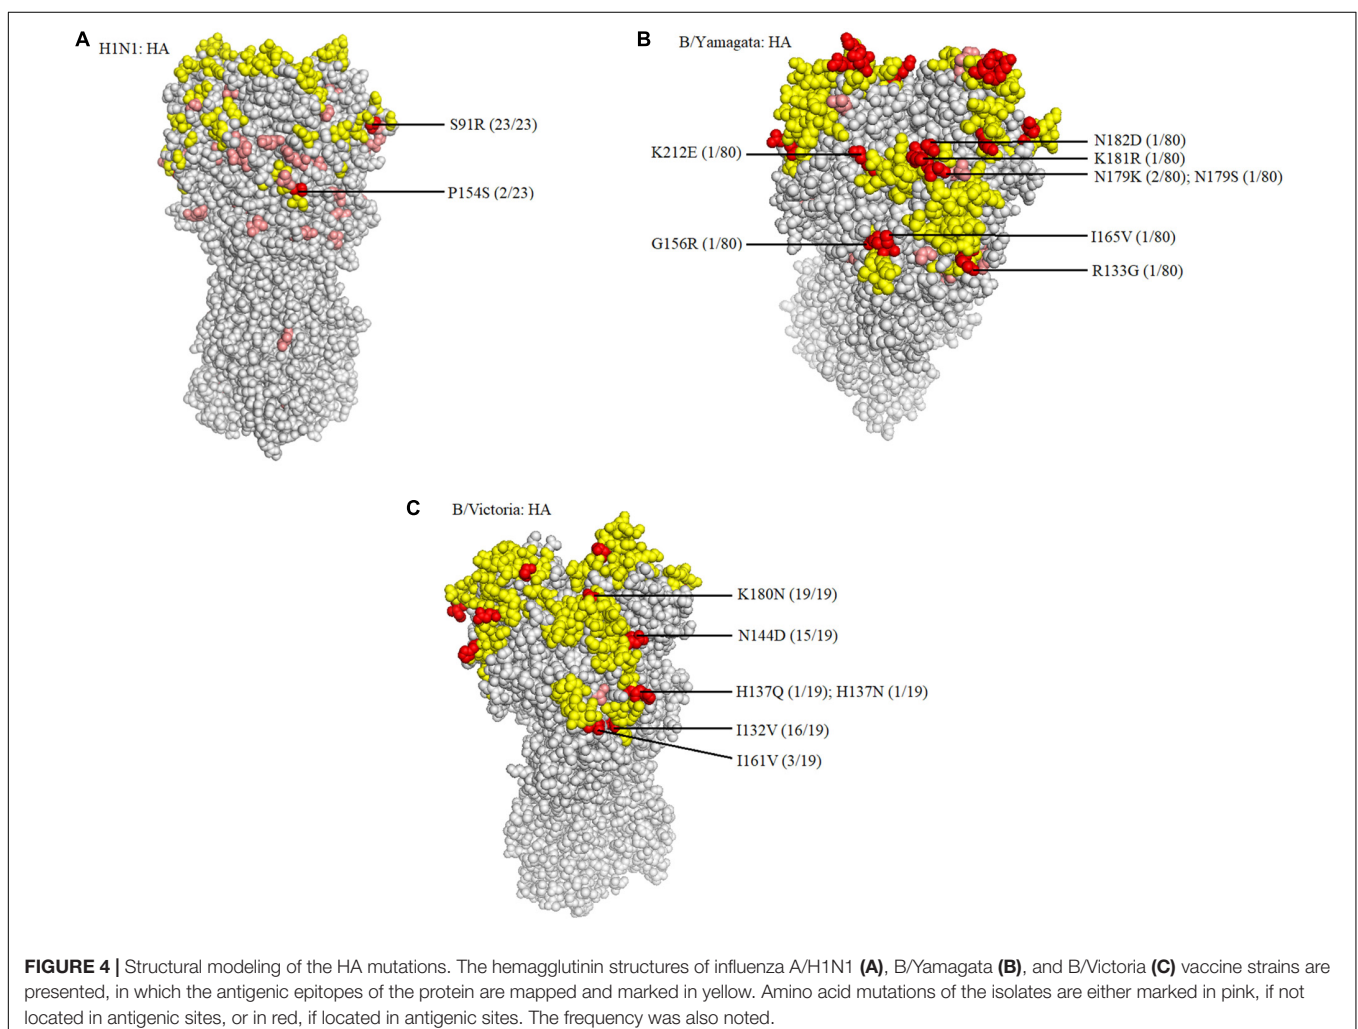 A H1N1: HA
S91R (23/23)
P154S (2/23)
B B/Yamagata: HA
K212E (1/80)
G156R (1/80)
N182D (1/80)
K181R (1/80)
N179K (2/80); N179S (1/80)
I165V (1/80)
R133G (1/80)
C B/Victoria: HA
K180N (19/19)
N144D (15/19)
H137Q (1/19); H137N (1/19)
I132V (16/19)
I161V (3/19)
FIGURE 4 | Structural modeling of the HA mutations. The hemagglutinin structures of influenza A/H1N1 (A), B/Yamagata (B), and B/Victoria (C) vaccine strains are
presented, in which the antigenic epitopes of the protein are mapped and marked in yellow. Amino acid mutations of the isolates are either marked in pink, if not
located in antigenic sites, or in red, if located in antigenic sites. The frequency was also noted.